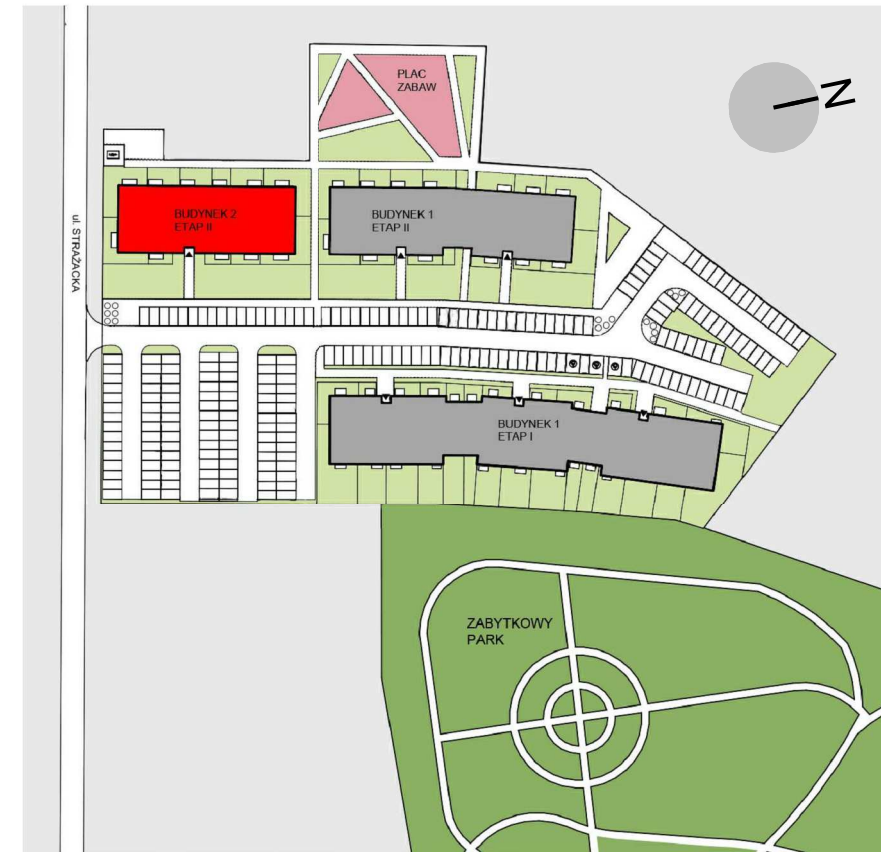 PLAC
ZABAW
N
BUDYNEK 2
ETAP II
BUDYNEK 1
ETAP II
ul. STRAŻACKA
BUDYNEK 1
ETAP I
ZABYTKOWY
PARK